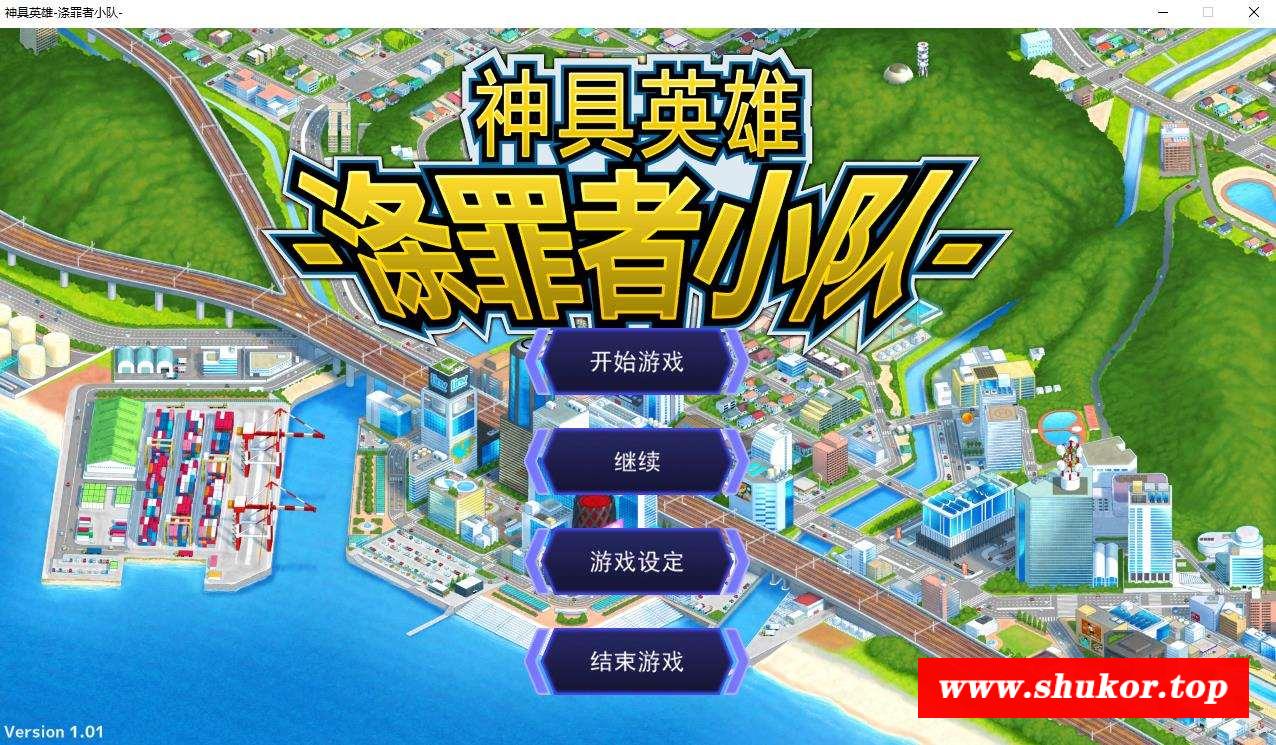 神具英雄-涤罪者小队-
神具英雄
-涤罪者小队-
开始游戏
继续
游戏设定
结束游戏
www.shukor.top
Version 1.01